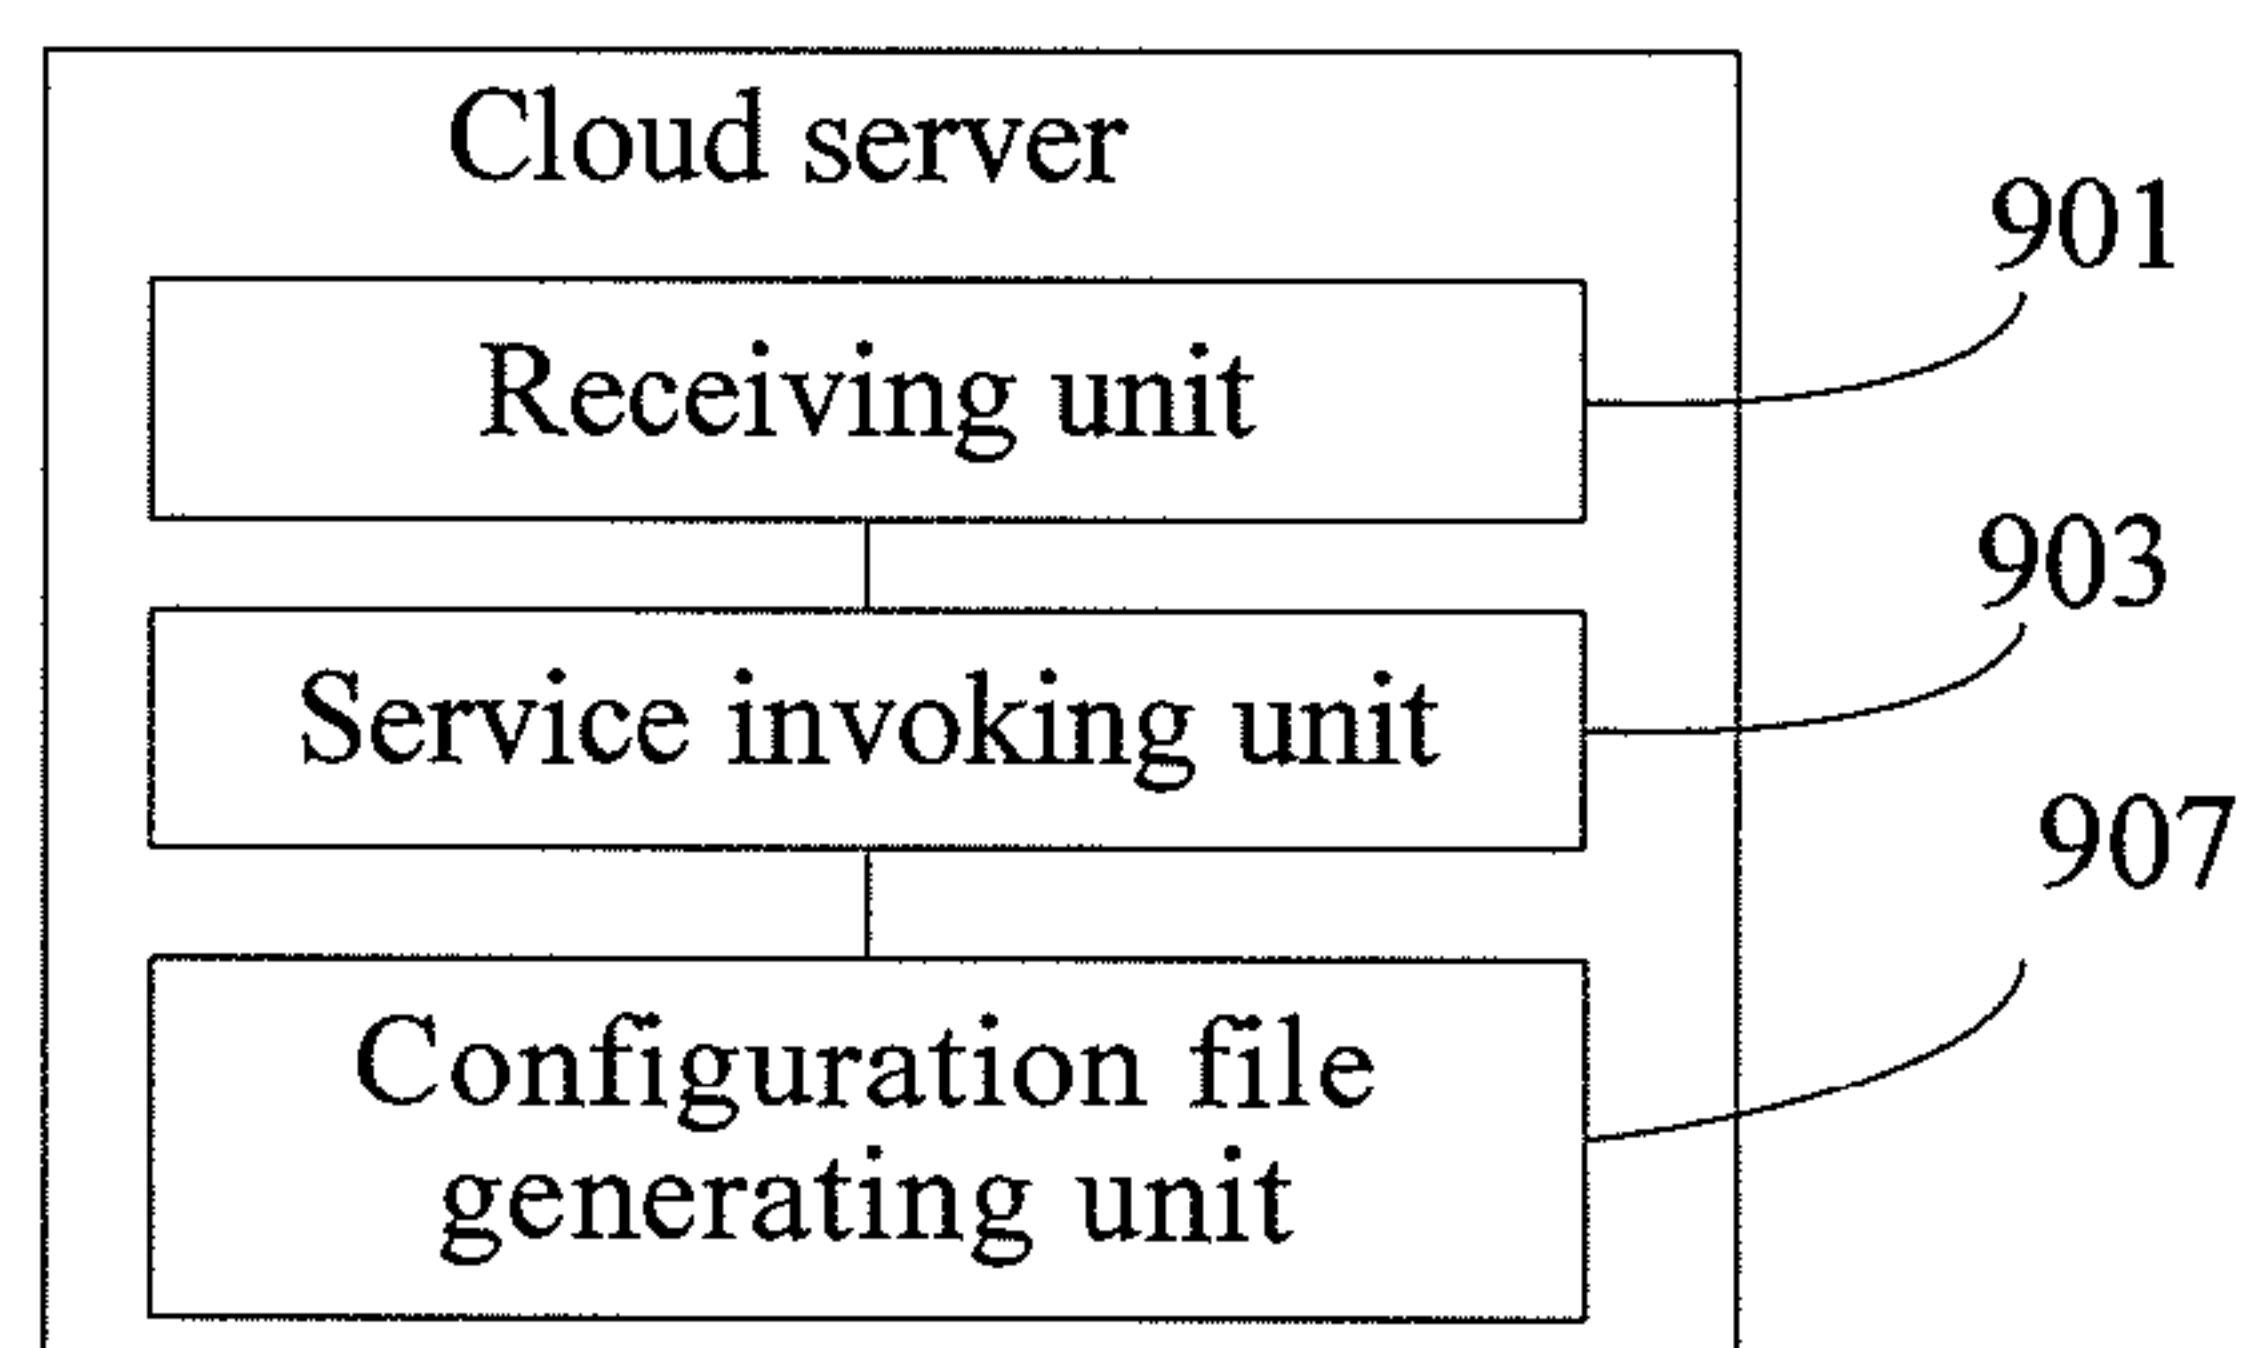 Cloud server
901
Receiving unit
903
Service invoking unit
907
Configuration file
generating unit